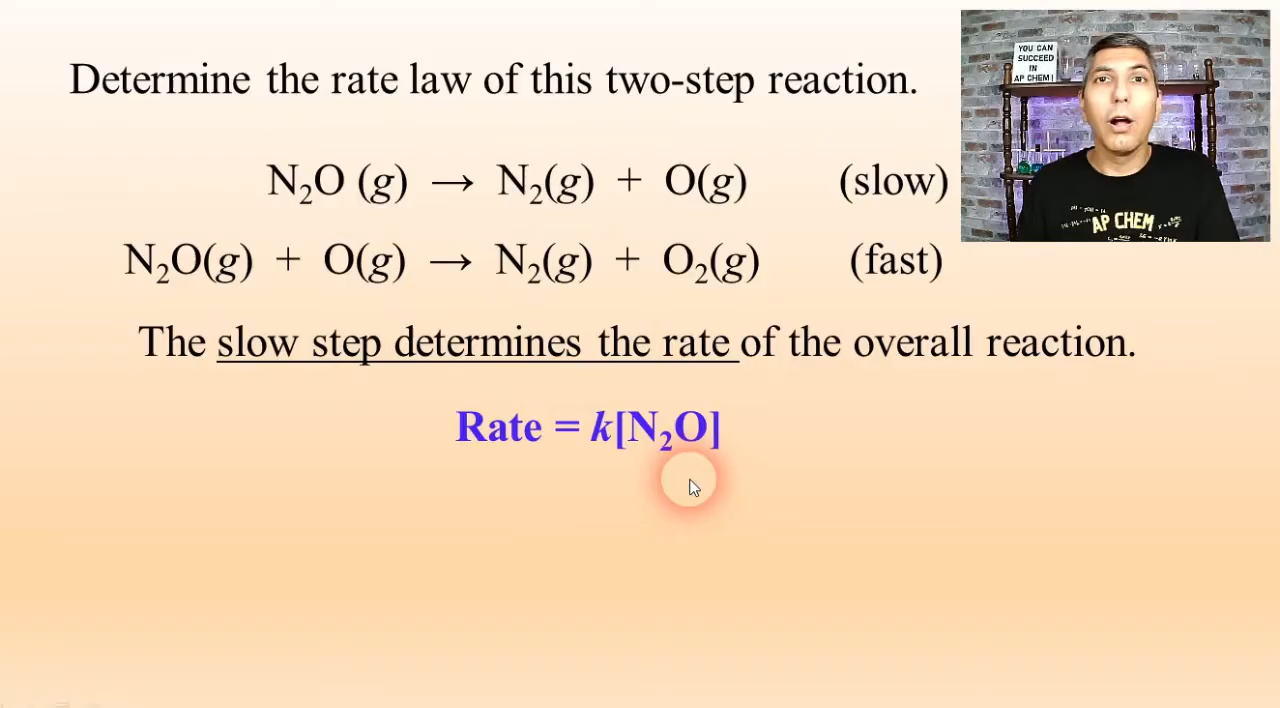 Determine the rate law of this two-step reaction.
YOU CAN
SUCCEED
IN
AP CHEM!
N₂O (g) → N₂(g) + O(g) (slow)
AP CHEM
N₂O(g) + O(g) → N₂(g) + O₂(g) (fast)
The slow step determines the rate of the overall reaction.
Rate = k[N₂O]